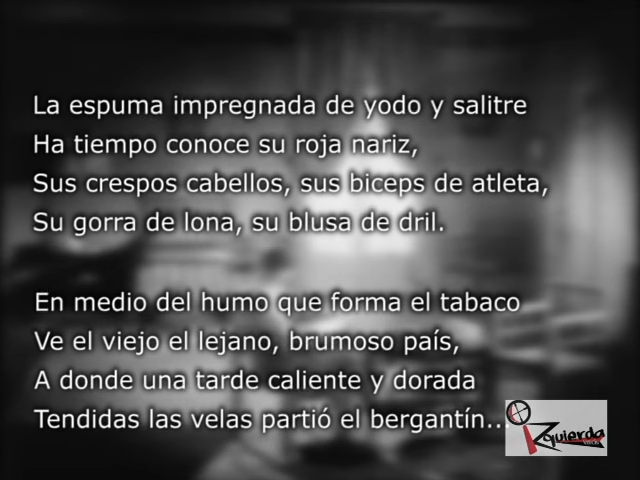 La espuma impregnada de yodo y salitre
Ha tiempo conoce su roja nariz,
Sus crespos cabellos, sus biceps de atleta,
Su gorra de lona, su blusa de dril.
En medio del humo que forma el tabaco
Ve el viejo el lejano, brumoso país,
A donde una tarde caliente y dorada
Tendidas las velas partió el bergantín...
Izquierda